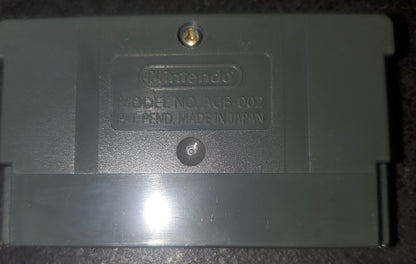 Nintendo
MODEL NO. AGB-002
PAT. PEND. MADE IN JAPAN